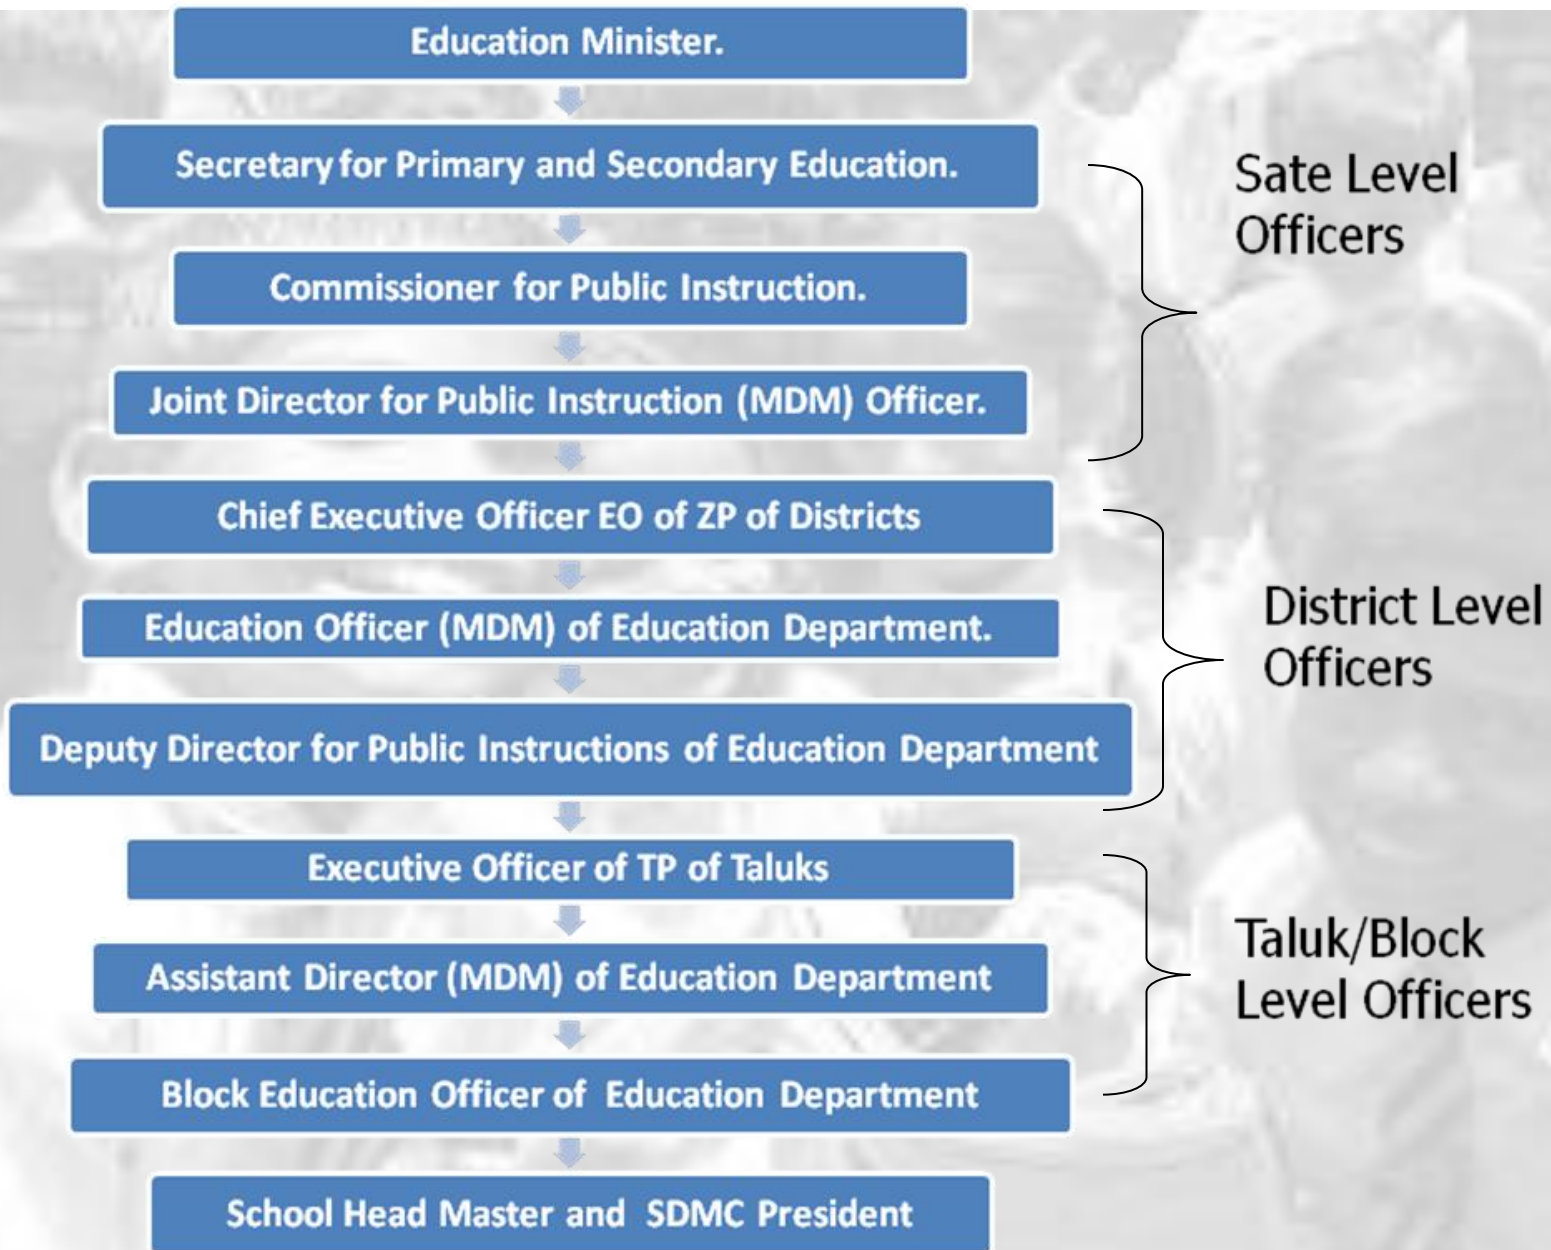 Education Minister.
Secretary for Primary and Secondary Education.
Commissioner for Public Instruction.
Joint Director for Public Instruction (MDM) Officer.
Sate Level
Officers
Chief Executive Officer EO of ZP of Districts
Education Officer (MDM) of Education Department.
Deputy Director for Public Instructions of Education Department
District Level
Officers
Executive Officer of TP of Taluks
Assistant Director (MDM) of Education Department
Block Education Officer of Education Department
Taluk/Block
Level Officers
School Head Master and SDMC President